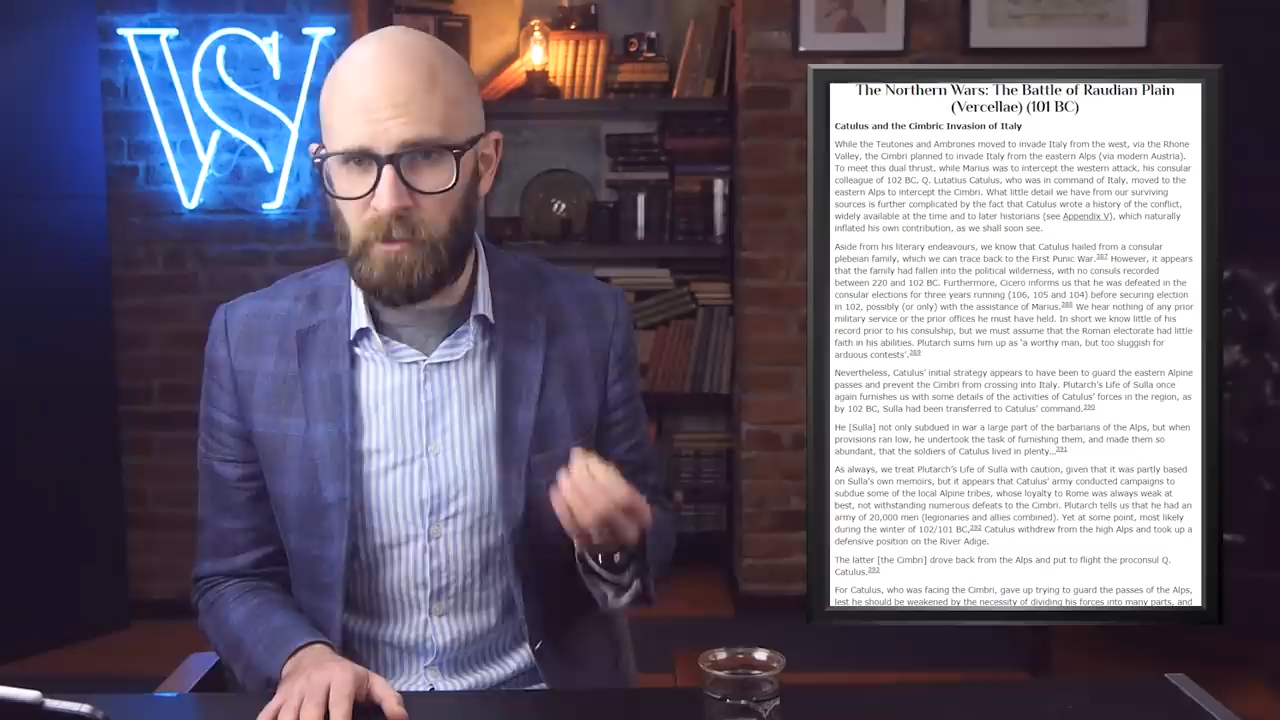 WS
The Northern Wars: The Battle of Raudian Plain
(Vercellae) (101 BC)
Catulus and the Cimbric Invasion of Italy
While the Teutones and Ambrones moved to invade Italy from the west, via the Rhone
Valley, the Cimbri planned to invade Italy from the eastern Alps (via modern Austria).
To meet this dual thrust, while Marius was to intercept the western attack, his consular
colleague of 102 BC, Q. Lutatius Catulus, who was in command of Italy, moved to the
eastern Alps to intercept the Cimbri. What little detail we have from our surviving
sources is further complicated by the fact that Catulus wrote a history of the conflict,
widely available at the time and to later historians (see Appendix V), which naturally
inflated his own contribution, as we shall soon see.
Aside from his literary endeavours, we know that Catulus hailed from a consular
plebeian family, which we can trace back to the First Punic War.387 However, it appears
that the family had fallen into the political wilderness, with no consuls recorded
between 220 and 102 BC. Furthermore, Cicero informs us that he was defeated in the
consular elections for three years running (106, 105 and 104) before securing election
in 102, possibly (or only) with the assistance of Marius.388 We hear nothing of any prior
military service or the prior offices he must have held. In short we know little of his
record prior to his consulship, but we must assume that the Roman electorate had little
faith in his abilities. Plutarch sums him up as ‘a worthy man, but too sluggish for
arduous contests’.389
Nevertheless, Catulus’ initial strategy appears to have been to guard the eastern Alpine
passes and prevent the Cimbri from crossing into Italy. Plutarch’s Life of Sulla once
again furnishes us with some details of the activities of Catulus’ forces in the region, as
by 102 BC, Sulla had been transferred to Catulus’ command.390
He [Sulla] not only subdued in war a large part of the barbarians of the Alps, but when
provisions ran low, he undertook the task of furnishing them, and made them so
abundant, that the soldiers of Catulus lived in plenty...391
As always, we treat Plutarch’s Life of Sulla with caution, given that it was partly based
on Sulla’s own memoirs, but it appears that Catulus’ army conducted campaigns to
subdue some of the local Alpine tribes, whose loyalty to Rome was always weak at
best, not withstanding numerous defeats to the Cimbri. Plutarch tells us that he had an
army of 20,000 men (legionaries and allies combined). Yet at some point, most likely
during the winter of 102/101 BC,392 Catulus withdrew from the high Alps and took up a
defensive position on the River Adige.
The latter [the Cimbri] drove back from the Alps and put to flight the proconsul Q.
Catulus.393
For Catulus, who was facing the Cimbri, gave up trying to guard the passes of the Alps,
lest he should be weakened by the necessity of dividing his forces into many parts, and